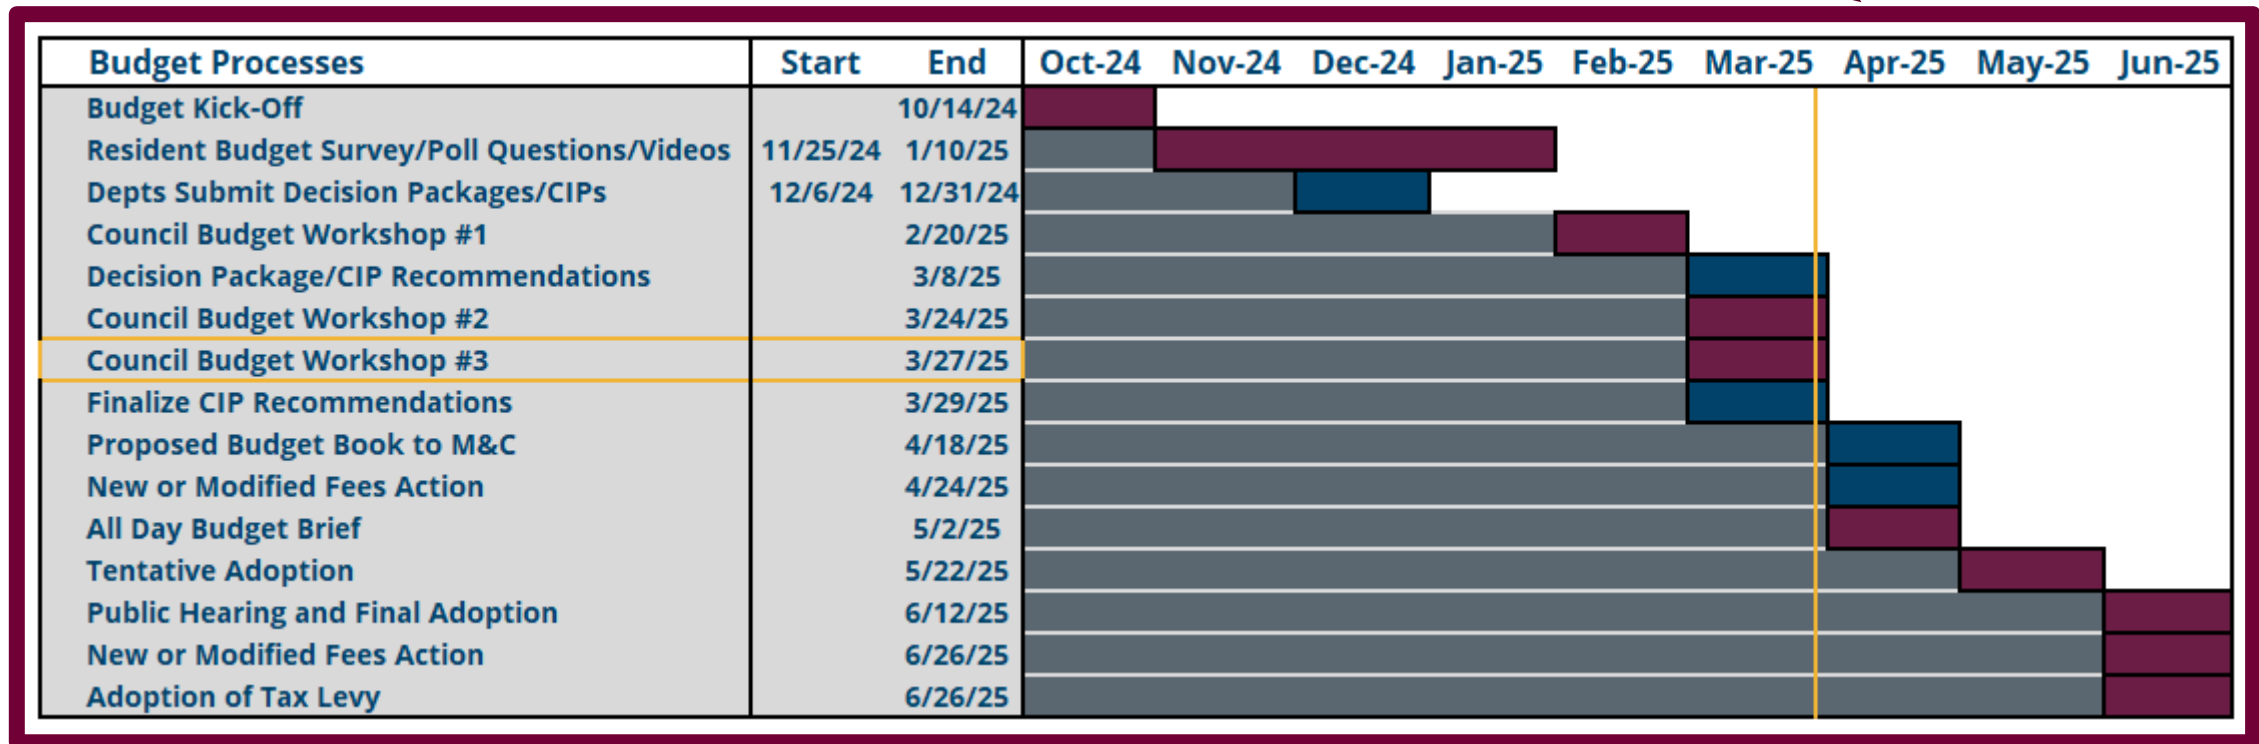 Budget Processes Start End Oct-24 Nov-24 Dec-24 Jan-25 Feb-25 Mar-25 Apr-25 May-25 Jun-25
Budget Kick-Off 10/14/24
Resident Budget Survey/Poll Questions/Videos 11/25/24 1/10/25
Depts Submit Decision Packages/CIPs 12/6/24 12/31/24
Council Budget Workshop #1 2/20/25
Decision Package/CIP Recommendations 3/8/25
Council Budget Workshop #2 3/24/25
Council Budget Workshop #3 3/27/25
Finalize CIP Recommendations 3/29/25
Proposed Budget Book to M&C 4/18/25
New or Modified Fees Action 4/24/25
All Day Budget Brief 5/2/25
Tentative Adoption 5/22/25
Public Hearing and Final Adoption 6/12/25
New or Modified Fees Action 6/26/25
Adoption of Tax Levy 6/26/25